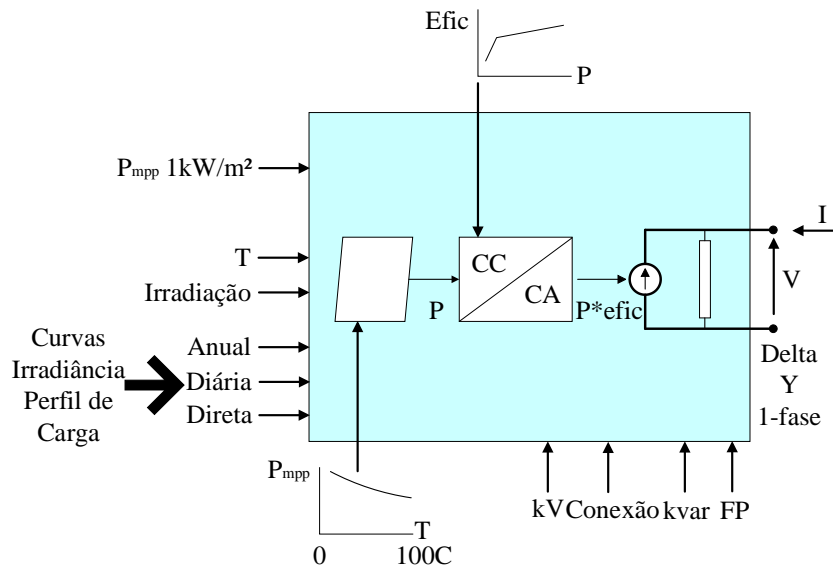 Efic
P
Pmpp 1kW/m²
T
Irradiação
Curvas
Irradiância
Perfil de
Carga
Anual
Diária
Direta
CC
CA
P
P*efic
I
V
Delta
Y
1-fase
Pmpp
T
0 100C
kV Conexão kvar FP